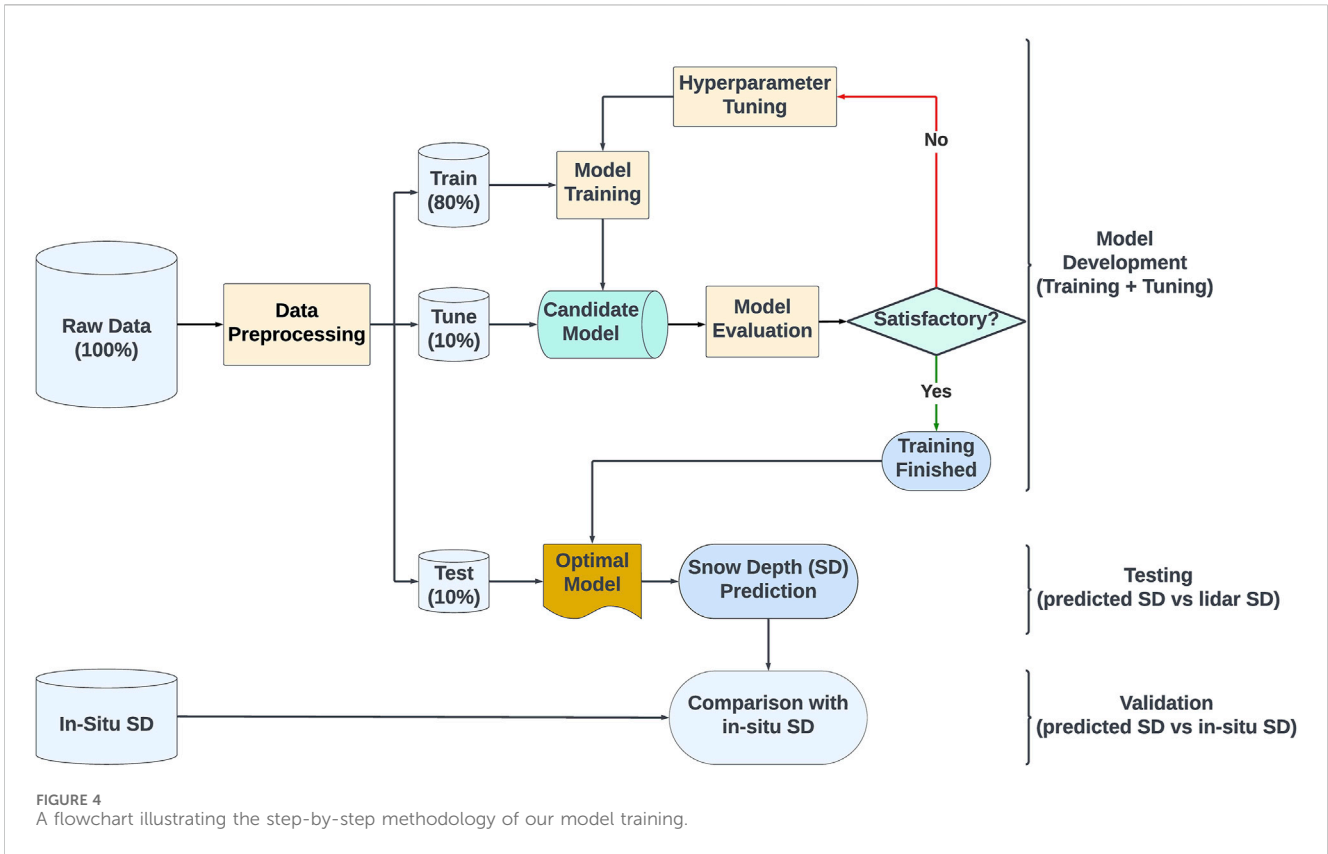 Hyperparameter
Tuning
No
Train
(80%)
Model
Training
Model
Development
(Training + Tuning)
Raw Data
(100%)
Data
Preprocessing
Tune
(10%)
Candidate
Model
Model
Evaluation
Satisfactory?
Yes
Training
Finished
Test
(10%)
Optimal
Model
Snow Depth (SD)
Prediction
Testing
(predicted SD vs lidar SD)
In-Situ SD
Comparison with
in-situ SD
Validation
(predicted SD vs in-situ SD)
FIGURE 4
A flowchart illustrating the step-by-step methodology of our model training.